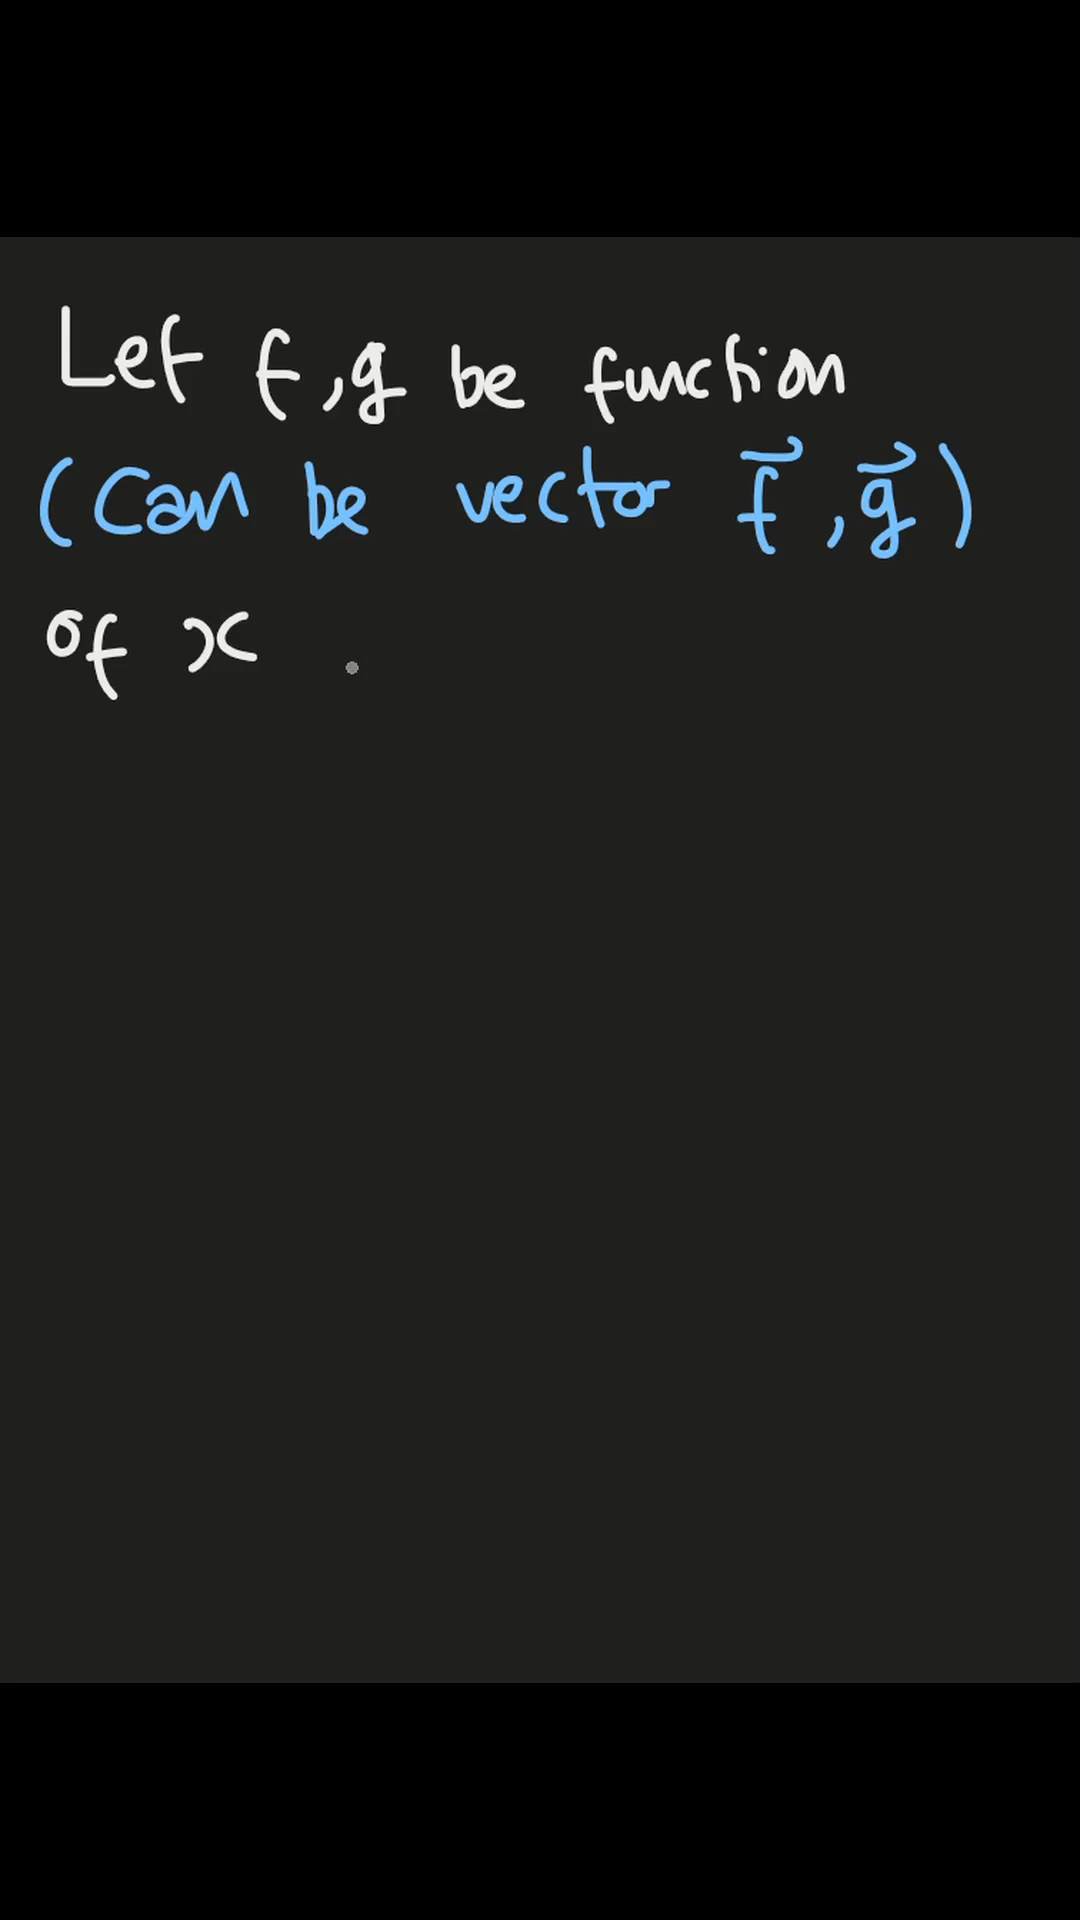 Let f,g be function
(Can be vector f⃗ , g⃗ )
of x